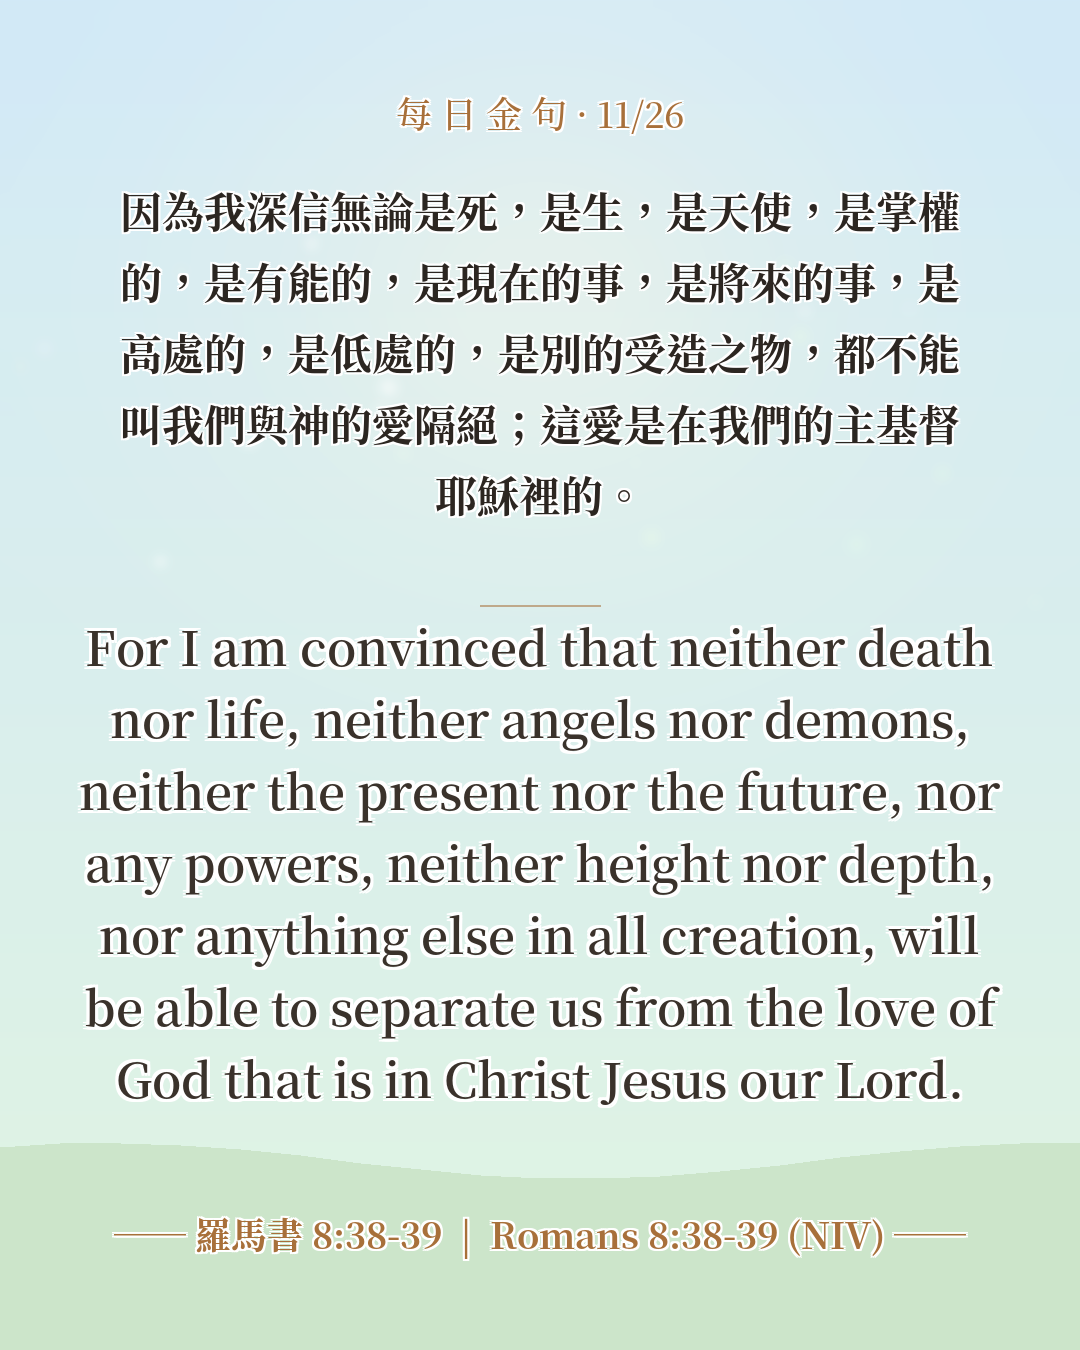 每日金句 · 11/26
因為我深信無論是死，是生，是天使，是掌權
的，是有能的，是現在的事，是將來的事，是
高處的，是低處的，是別的受造之物，都不能
叫我們與神的愛隔絕；這愛是在我們的主基督
耶穌裡的。
For I am convinced that neither death
nor life, neither angels nor demons,
neither the present nor the future, nor
any powers, neither height nor depth,
nor anything else in all creation, will
be able to separate us from the love of
God that is in Christ Jesus our Lord.
—— 羅馬書 8:38-39 ｜ Romans 8:38-39 (NIV) ——